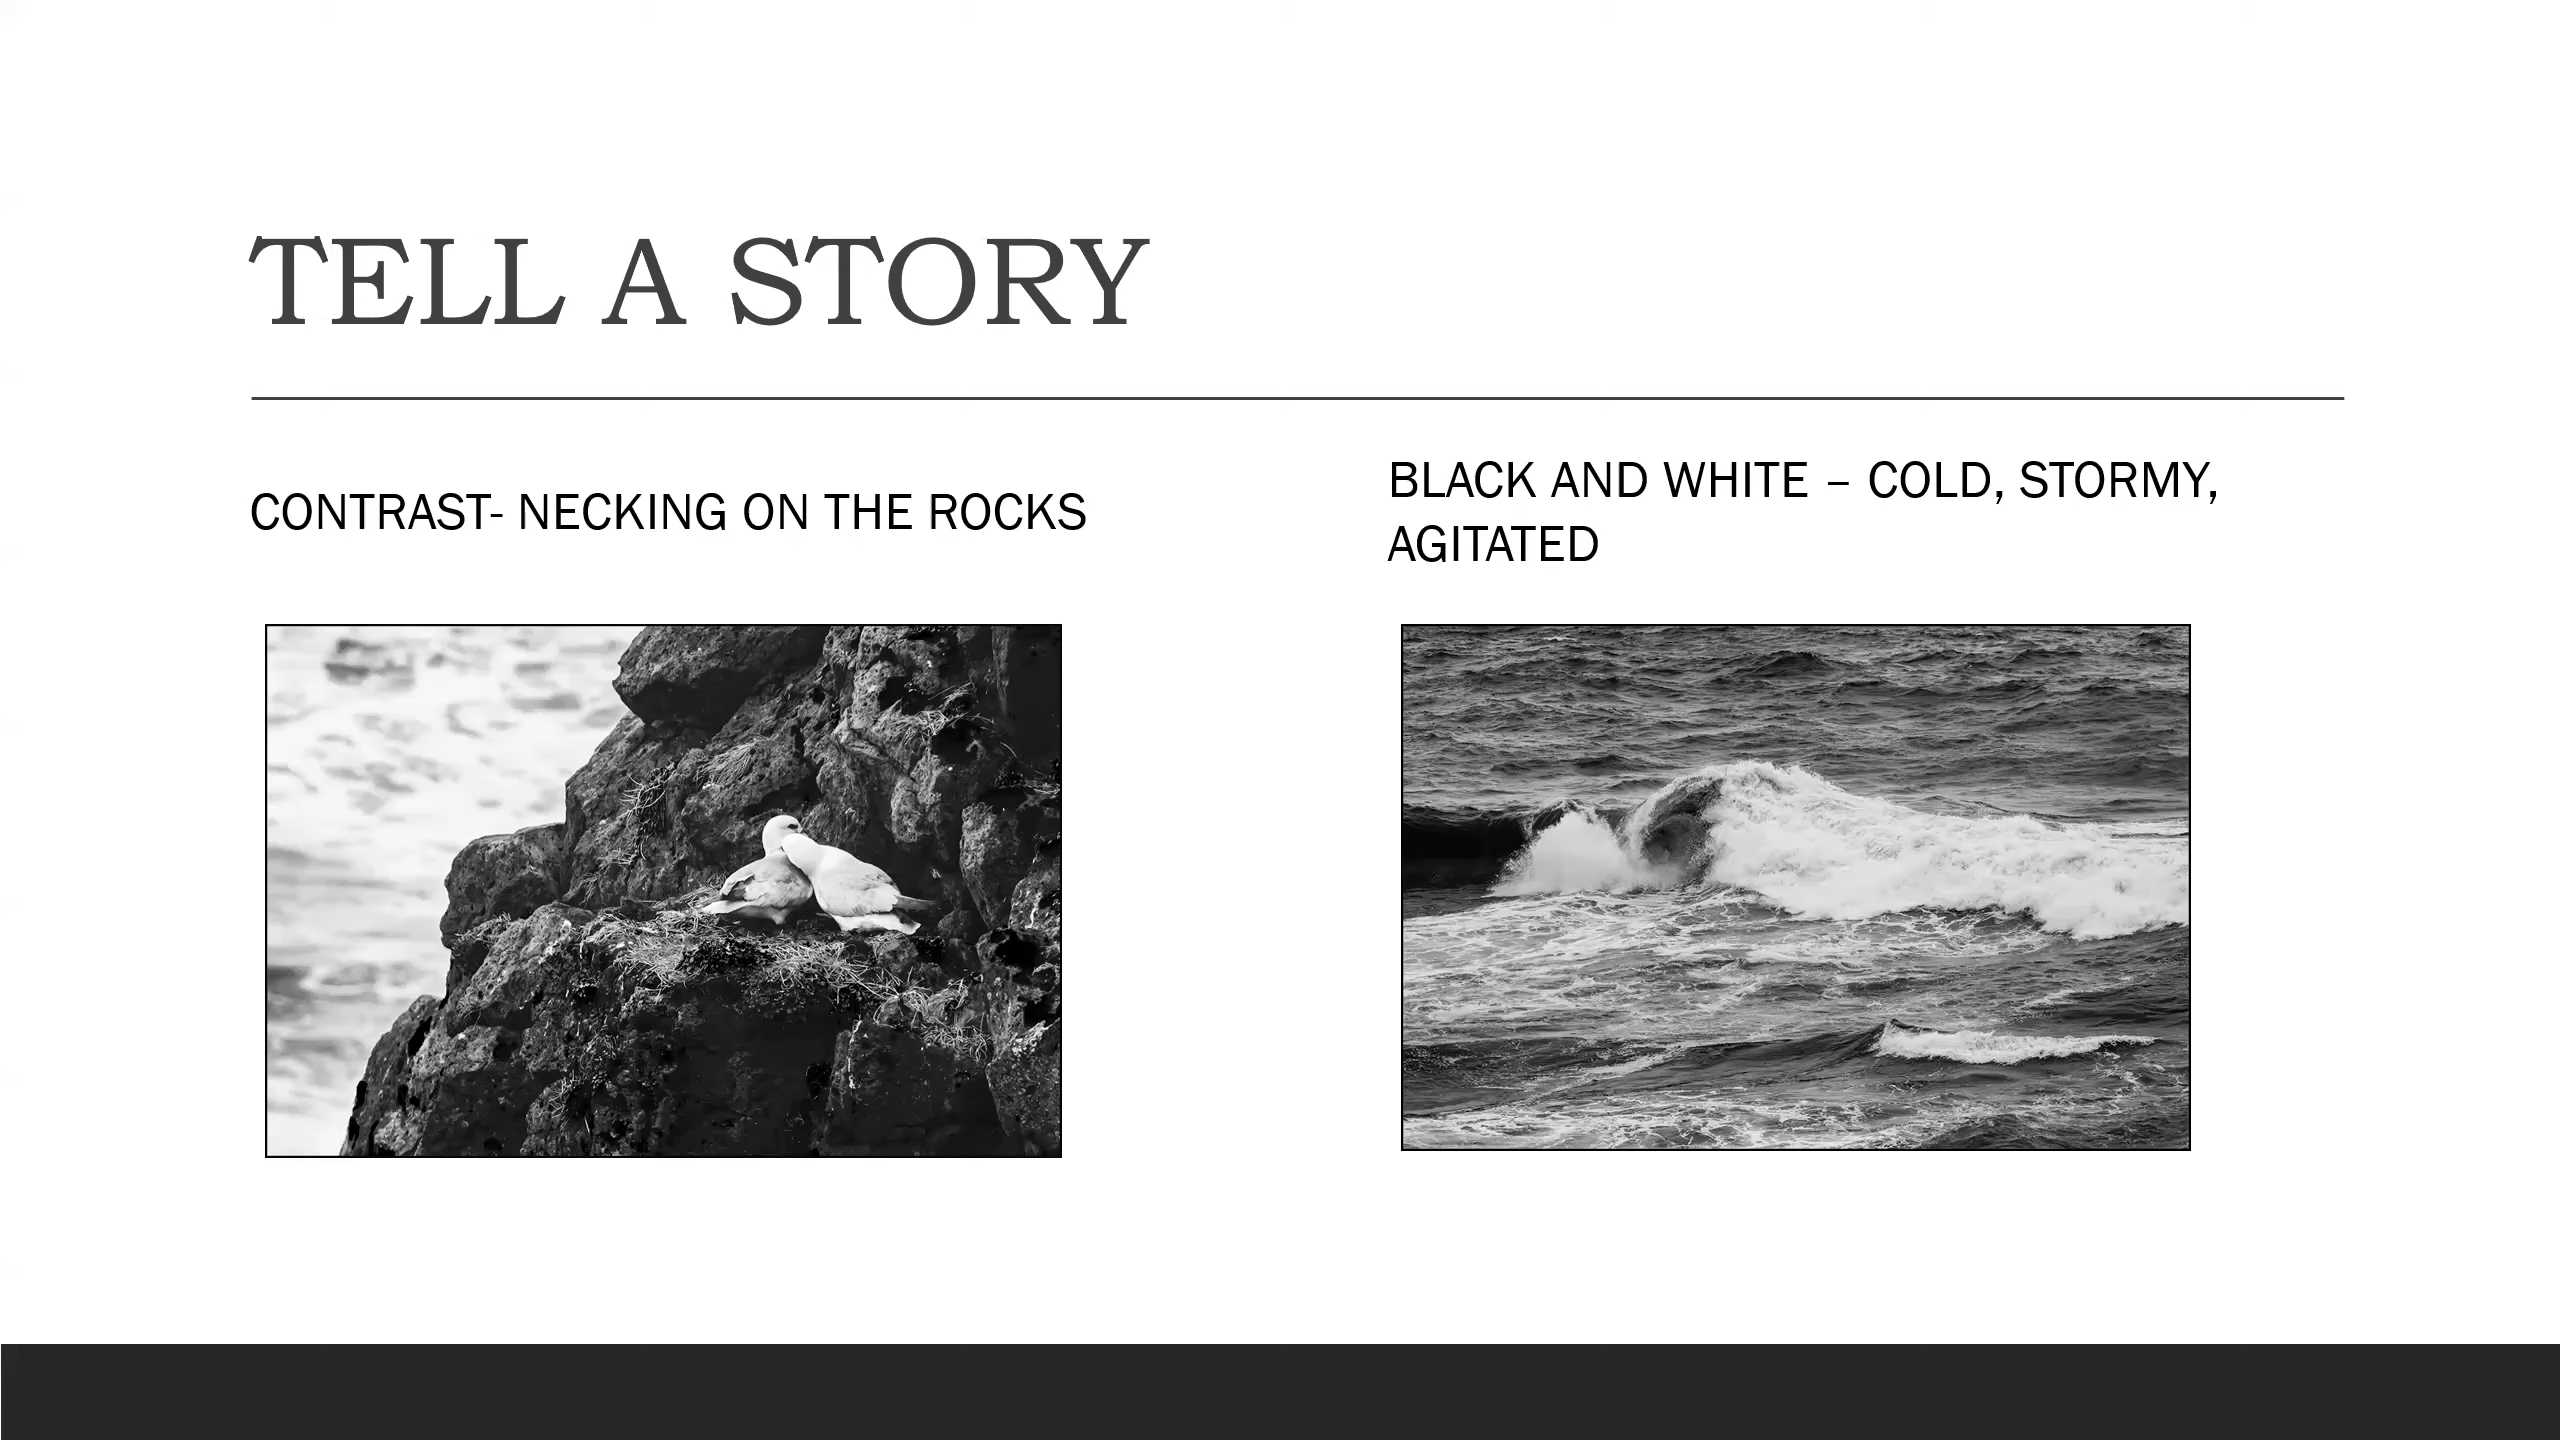 TELL A STORY
CONTRAST- NECKING ON THE ROCKS
BLACK AND WHITE – COLD, STORMY,
AGITATED